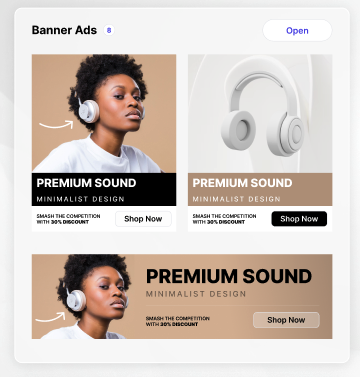 Banner Ads 8
Open
PREMIUM SOUND
MINIMALIST DESIGN
SMASH THE COMPETITION
WITH 30% DISCOUNT
Shop Now
PREMIUM SOUND
MINIMALIST DESIGN
SMASH THE COMPETITION
WITH 30% DISCOUNT
Shop Now
PREMIUM SOUND
MINIMALIST DESIGN
SMASH THE COMPETITION
WITH 30% DISCOUNT
Shop Now